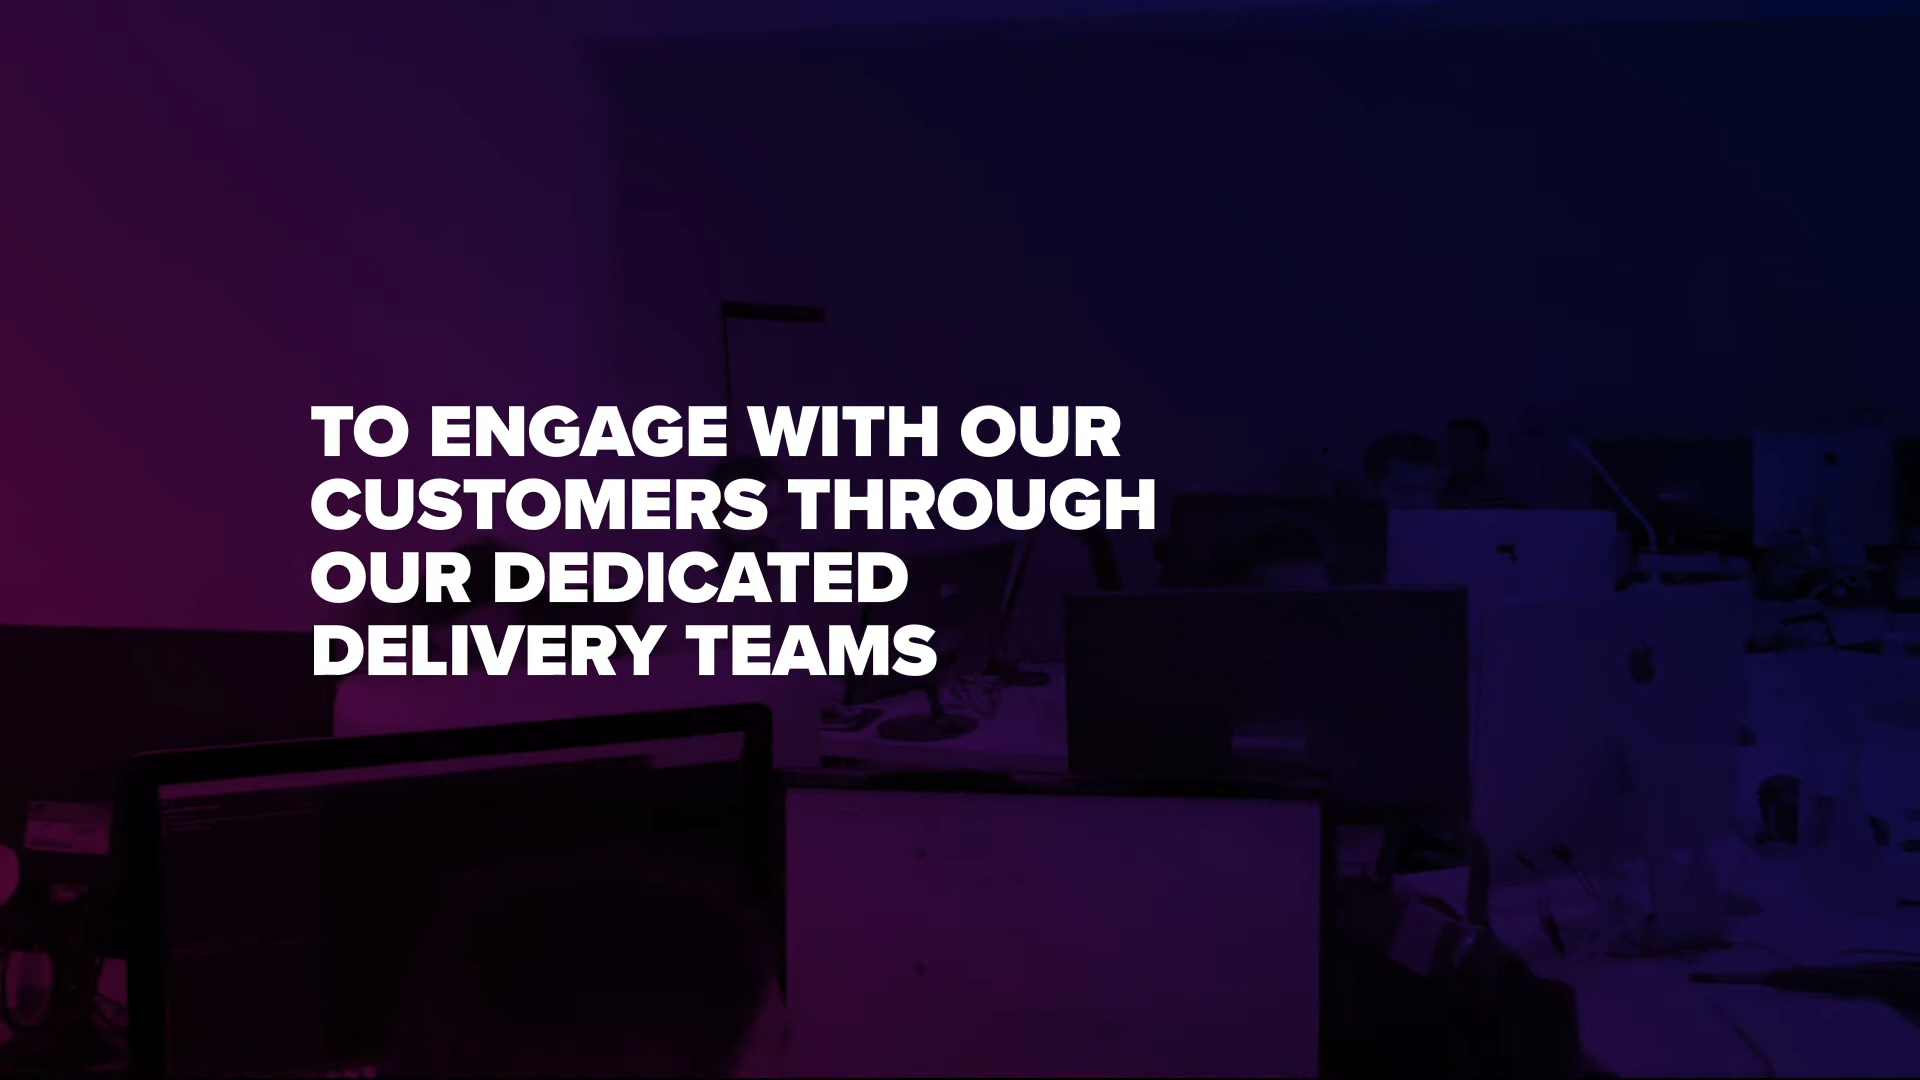 TO ENGAGE WITH OUR
CUSTOMERS THROUGH
OUR DEDICATED
DELIVERY TEAMS